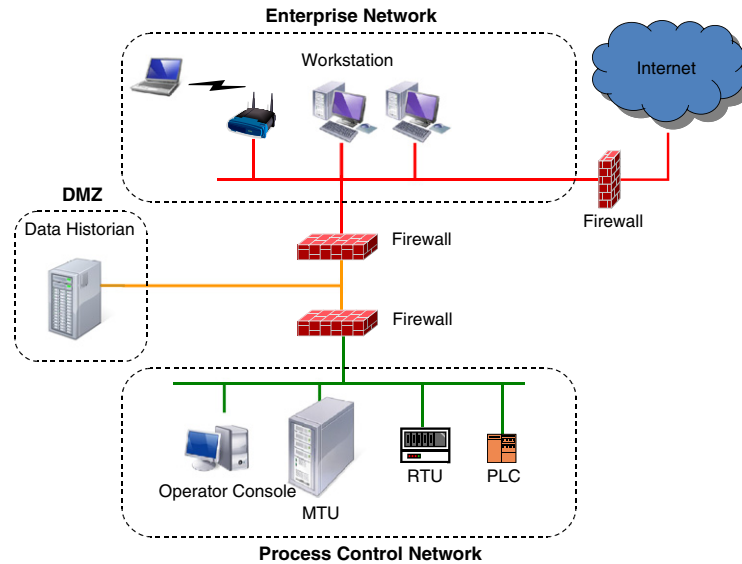 Enterprise Network
Workstation
Internet
Firewall
DMZ
Data Historian
Firewall
Firewall
Operator Console
MTU
RTU
PLC
Process Control Network